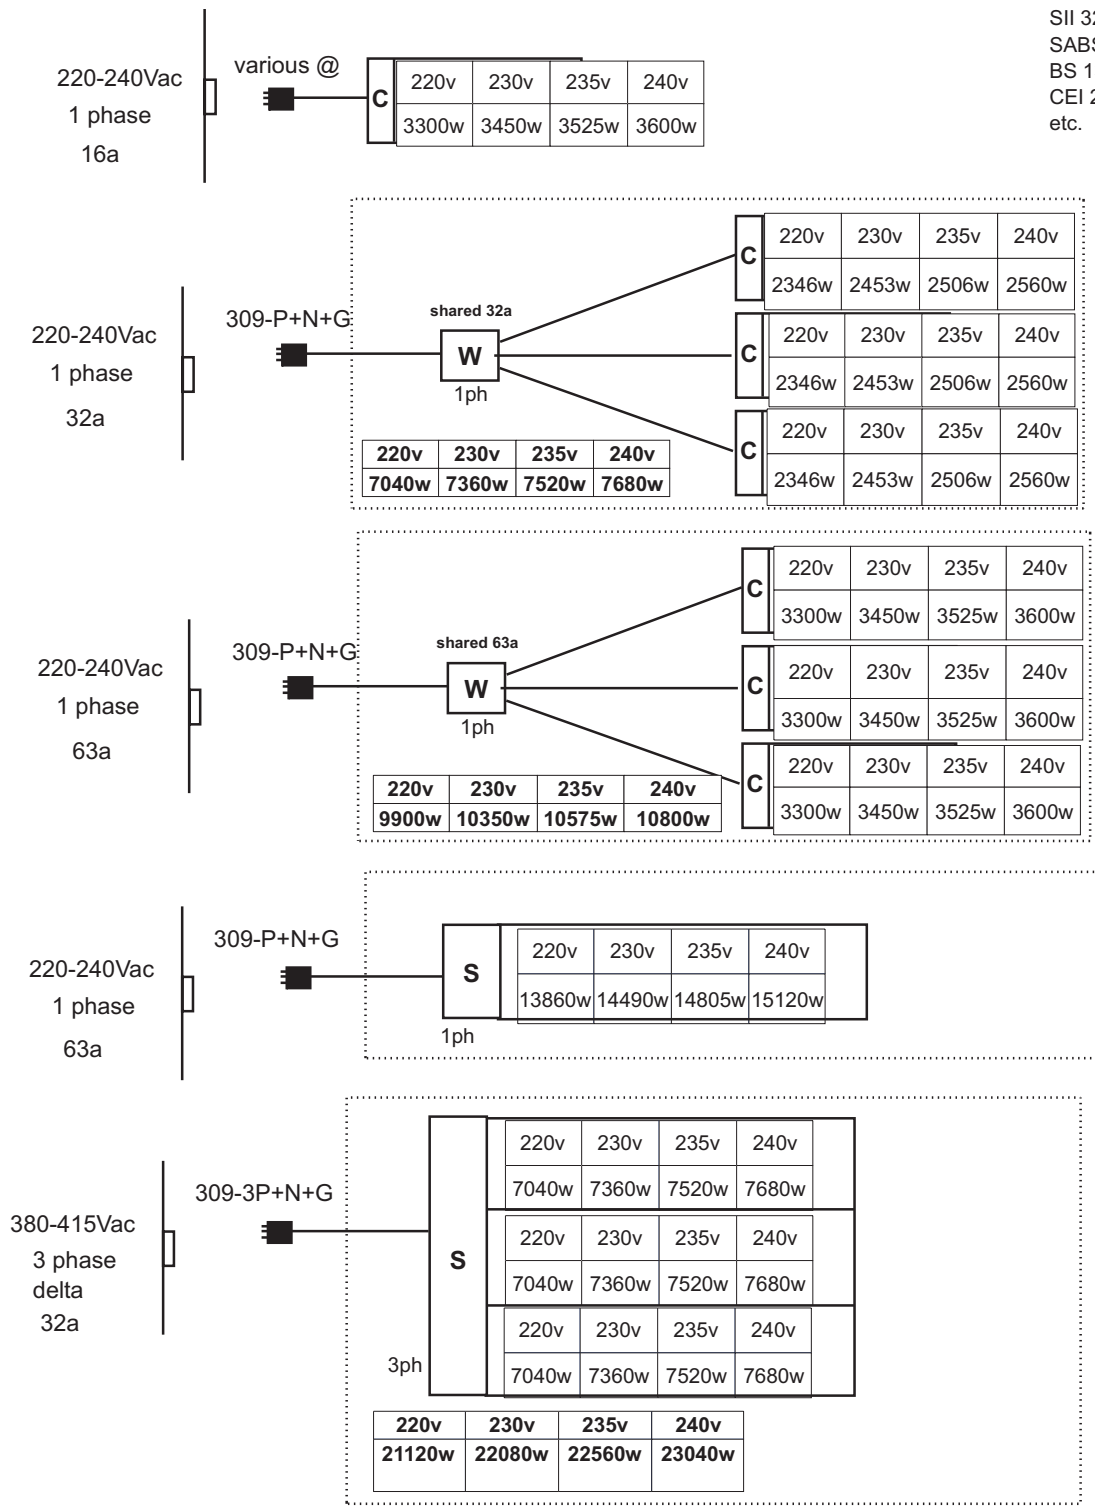 SII 32
SABS
BS 1
CEI 2
etc.
220-240Vac
1 phase
16a
various @
C
220v 230v 235v 240v
3300w 3450w 3525w 3600w
220-240Vac
1 phase
32a
309-P+N+G
shared 32a
W
1ph
C
220v 230v 235v 240v
2346w 2453w 2506w 2560w
C
220v 230v 235v 240v
2346w 2453w 2506w 2560w
C
220v 230v 235v 240v
2346w 2453w 2506w 2560w
220v 230v 235v 240v
7040w 7360w 7520w 7680w
220-240Vac
1 phase
63a
309-P+N+G
shared 63a
W
1ph
C
220v 230v 235v 240v
3300w 3450w 3525w 3600w
C
220v 230v 235v 240v
3300w 3450w 3525w 3600w
C
220v 230v 235v 240v
3300w 3450w 3525w 3600w
220v 230v 235v 240v
9900w 10350w 10575w 10800w
220-240Vac
1 phase
63a
309-P+N+G
S
1ph
220v 230v 235v 240v
13860w 14490w 14805w 15120w
380-415Vac
3 phase
delta
32a
309-3P+N+G
S
3ph
220v 230v 235v 240v
7040w 7360w 7520w 7680w
220v 230v 235v 240v
7040w 7360w 7520w 7680w
220v 230v 235v 240v
7040w 7360w 7520w 7680w
220v 230v 235v 240v
21120w 22080w 22560w 23040w